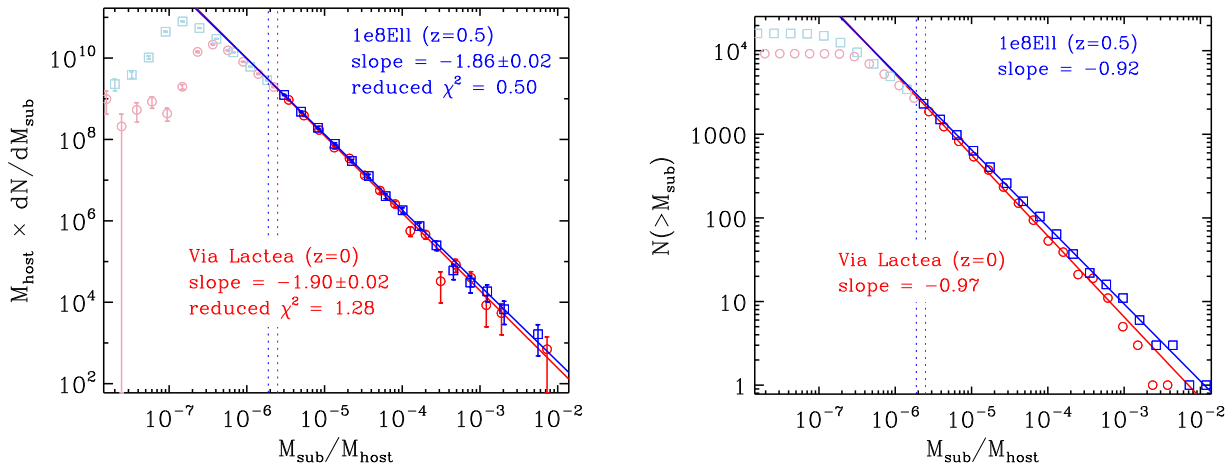 1e8Ell (z=0.5)
slope = −1.86±0.02
reduced χ² = 0.50
Via Lactea (z=0)
slope = −1.90±0.02
reduced χ² = 1.28
M_host × dN/dM_sub
10^10
10^8
10^6
10^4
10^2
10^-7 10^-6 10^-5 10^-4 10^-3 10^-2
M_sub/M_host
1e8Ell (z=0.5)
slope = −0.92
Via Lactea (z=0)
slope = −0.97
N(>M_sub)
10^4
1000
100
10
1
10^-7 10^-6 10^-5 10^-4 10^-3 10^-2
M_sub/M_host